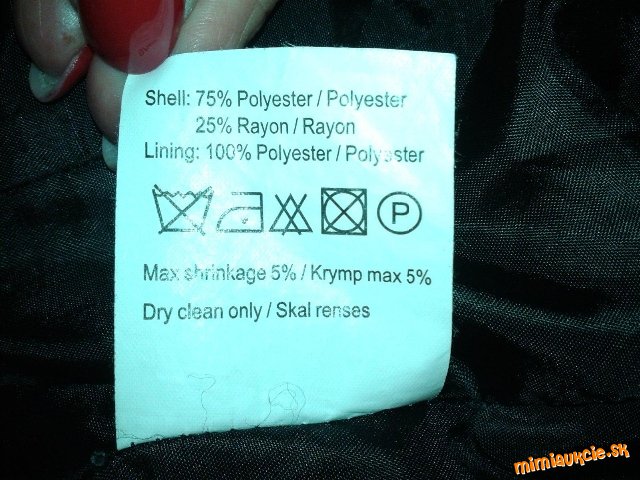 Shell: 75% Polyester / Polyester
25% Rayon / Rayon
Lining: 100% Polyester / Polyester
P
Max shrinkage 5% / Krymp max 5%
Dry clean only / Skal renses
mimiaukcie.sk